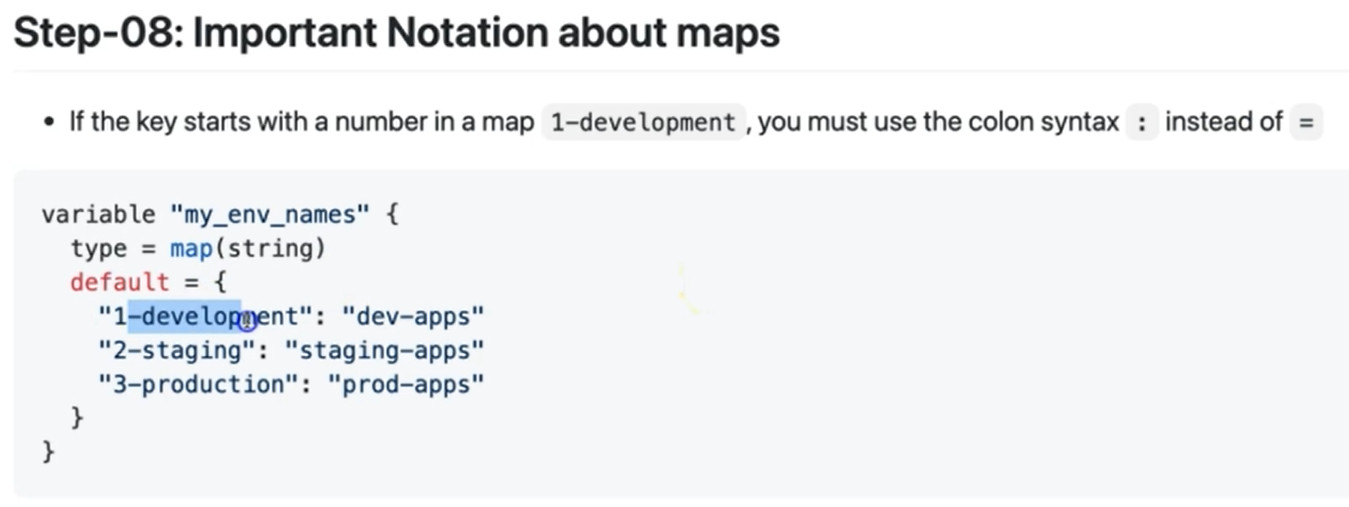 Step-08: Important Notation about maps
• If the key starts with a number in a map 1-development , you must use the colon syntax : instead of =
variable "my_env_names" {
  type = map(string)
  default = {
    "1-development": "dev-apps"
    "2-staging": "staging-apps"
    "3-production": "prod-apps"
  }
}